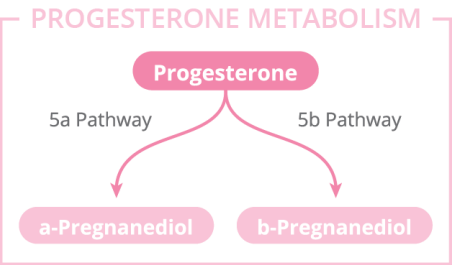 PROGESTERONE METABOLISM
Progesterone
5a Pathway
5b Pathway
a-Pregnanediol
b-Pregnanediol